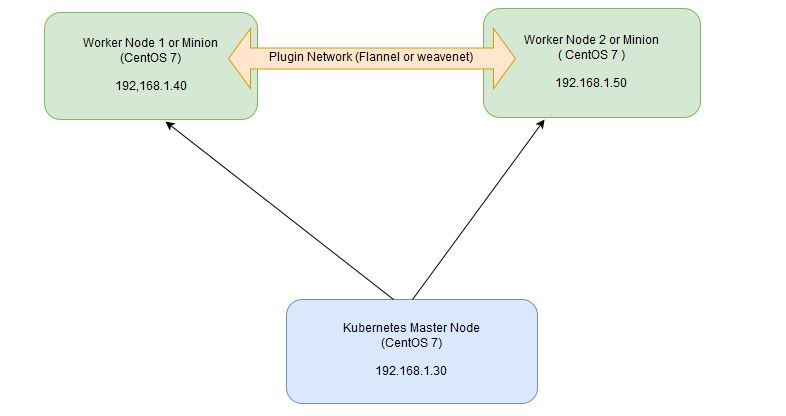 Worker Node 1 or Minion
(CentOS 7)
192,168.1.40
Plugin Network (Flannel or weavenet)
Worker Node 2 or Minion
( CentOS 7 )
192.168.1.50
Kubernetes Master Node
(CentOS 7)
192.168.1.30